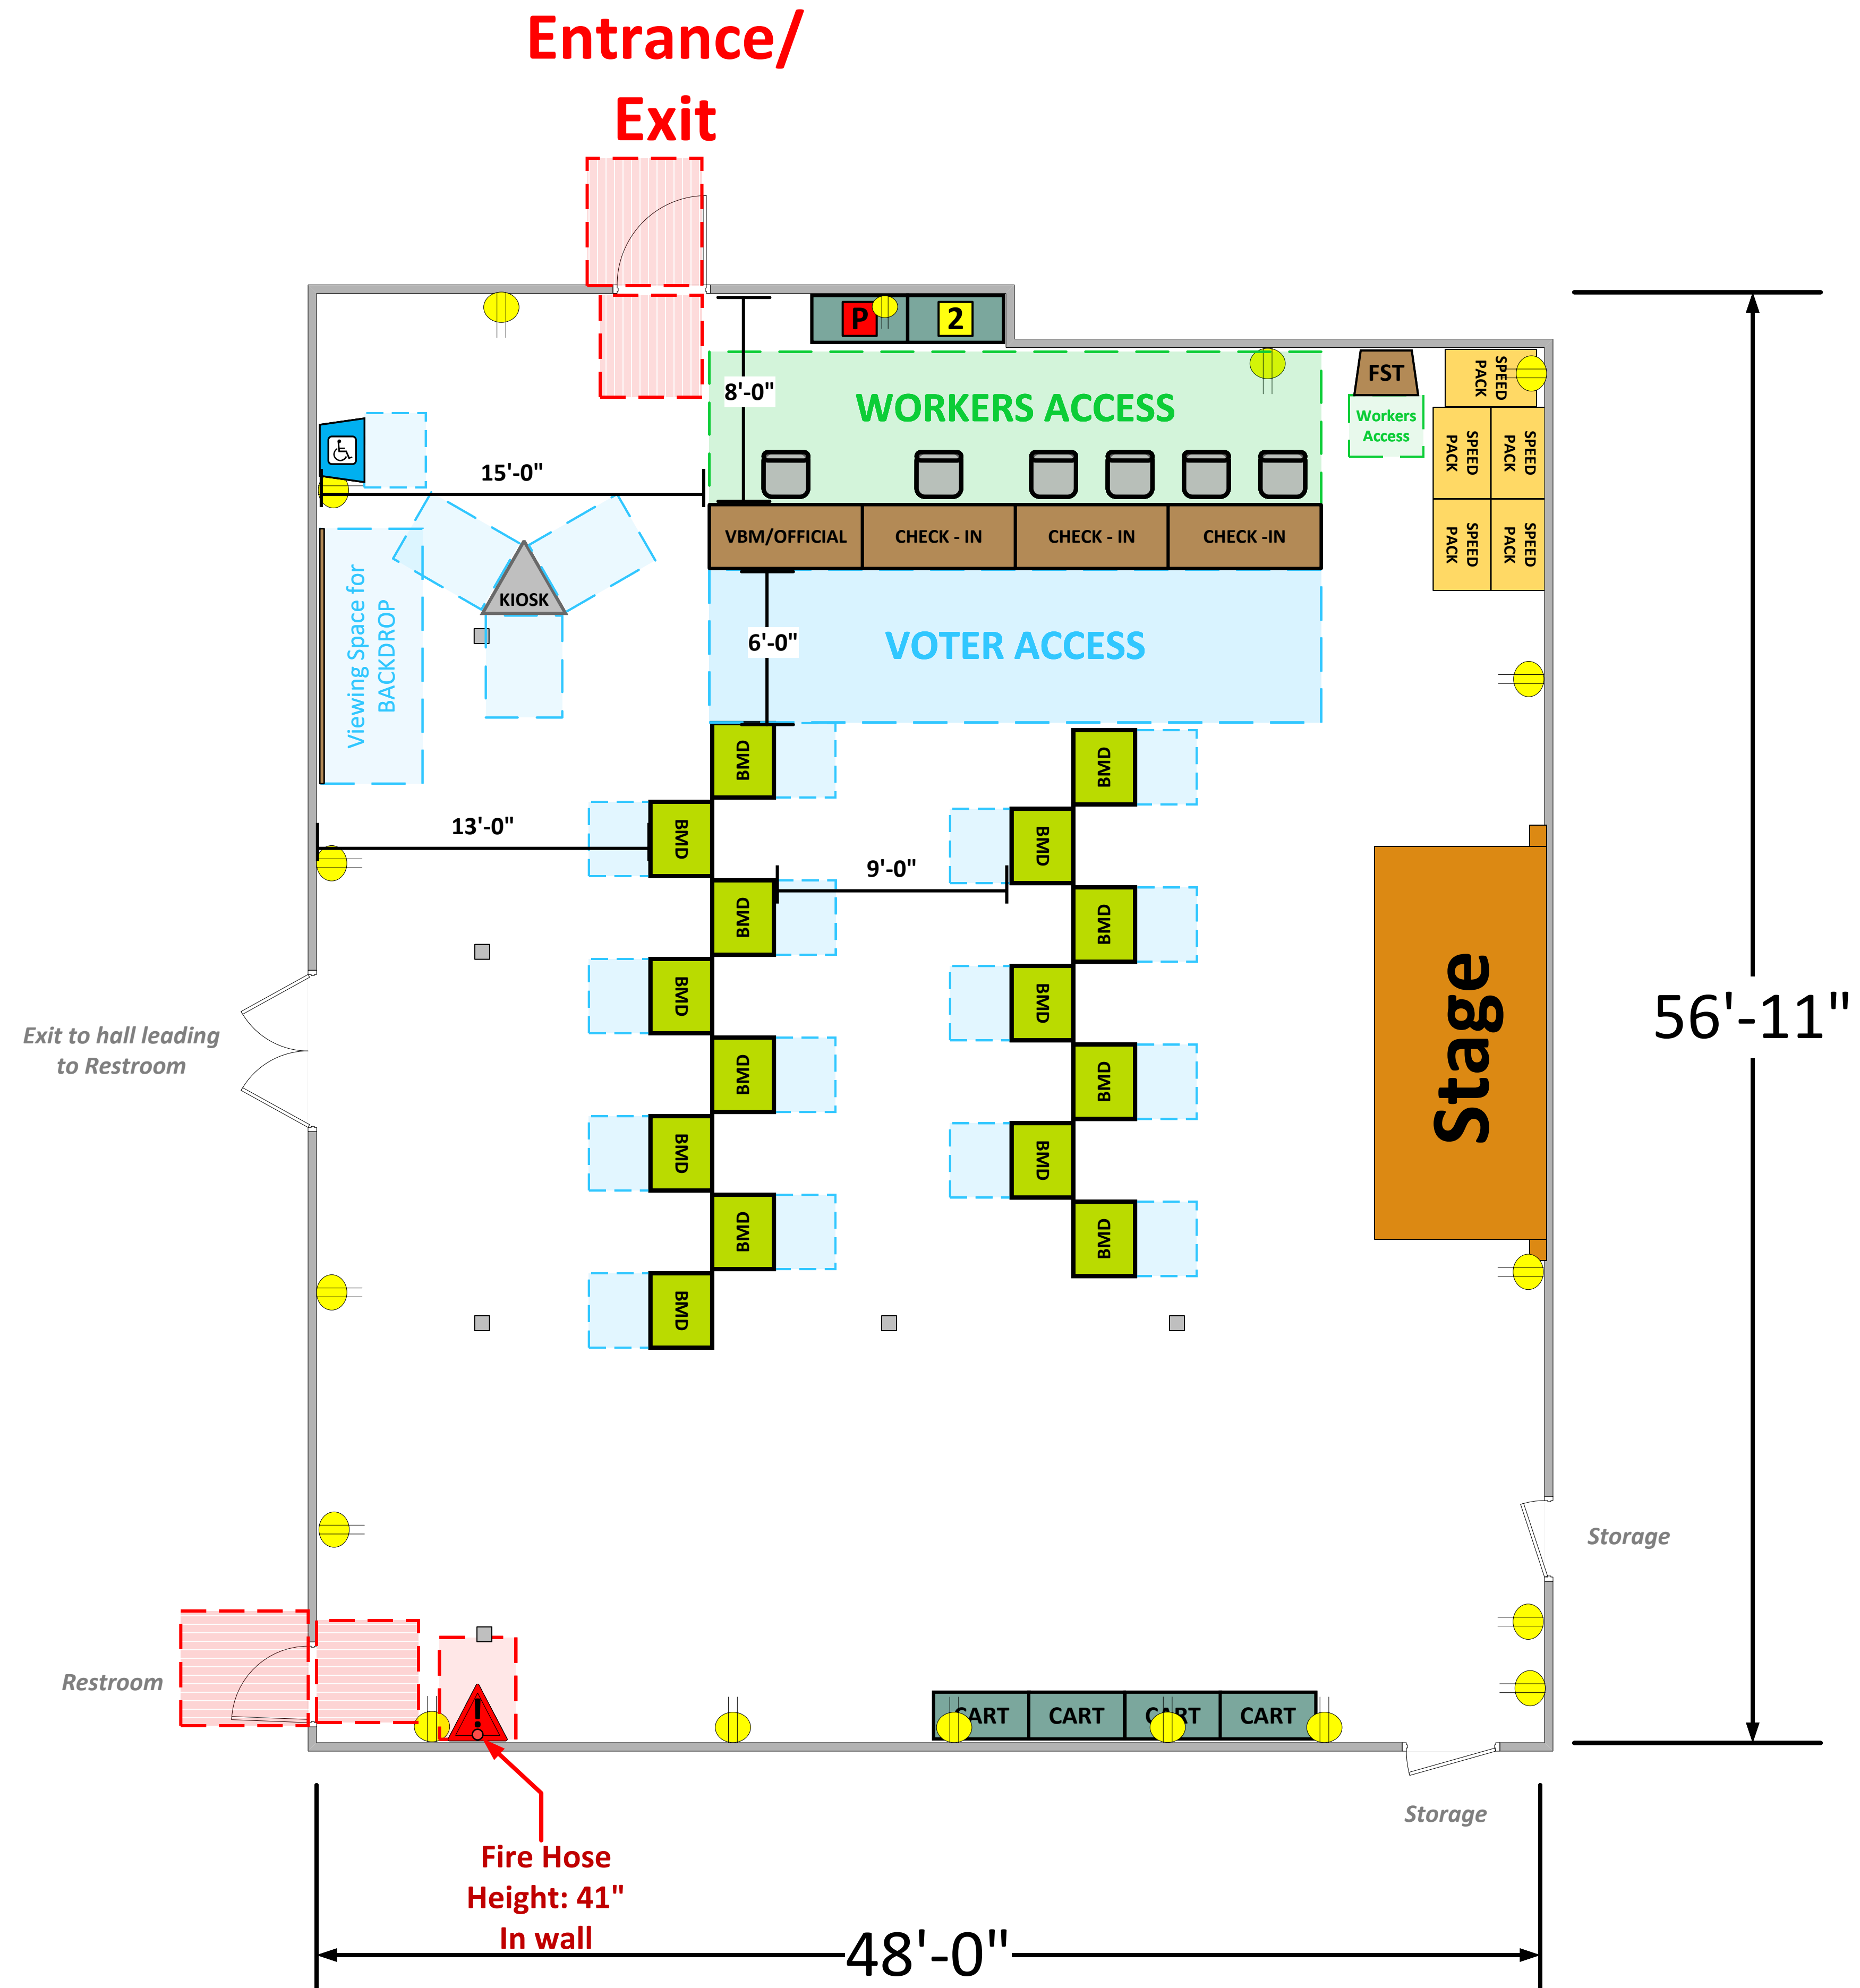 Entrance/
Exit
P
2
8'-0"
WORKERS ACCESS
FST
Workers
Access
SPEED
PACK
SPEED
PACK
SPEED
PACK
SPEED
PACK
SPEED
PACK
15'-0"
VBM/OFFICIAL
CHECK - IN
CHECK - IN
CHECK -IN
KIOSK
Viewing Space for
BACKDROP
6'-0"
VOTER ACCESS
BMD
BMD
BMD
BMD
13'-0"
9'-0"
BMD
BMD
BMD
BMD
BMD
BMD
BMD
BMD
BMD
BMD
BMD
Stage
56'-11"
Exit to hall leading
to Restroom
Storage
Restroom
!
CART
CART
CART
CART
Storage
Fire Hose
Height: 41"
In wall
48'-0"